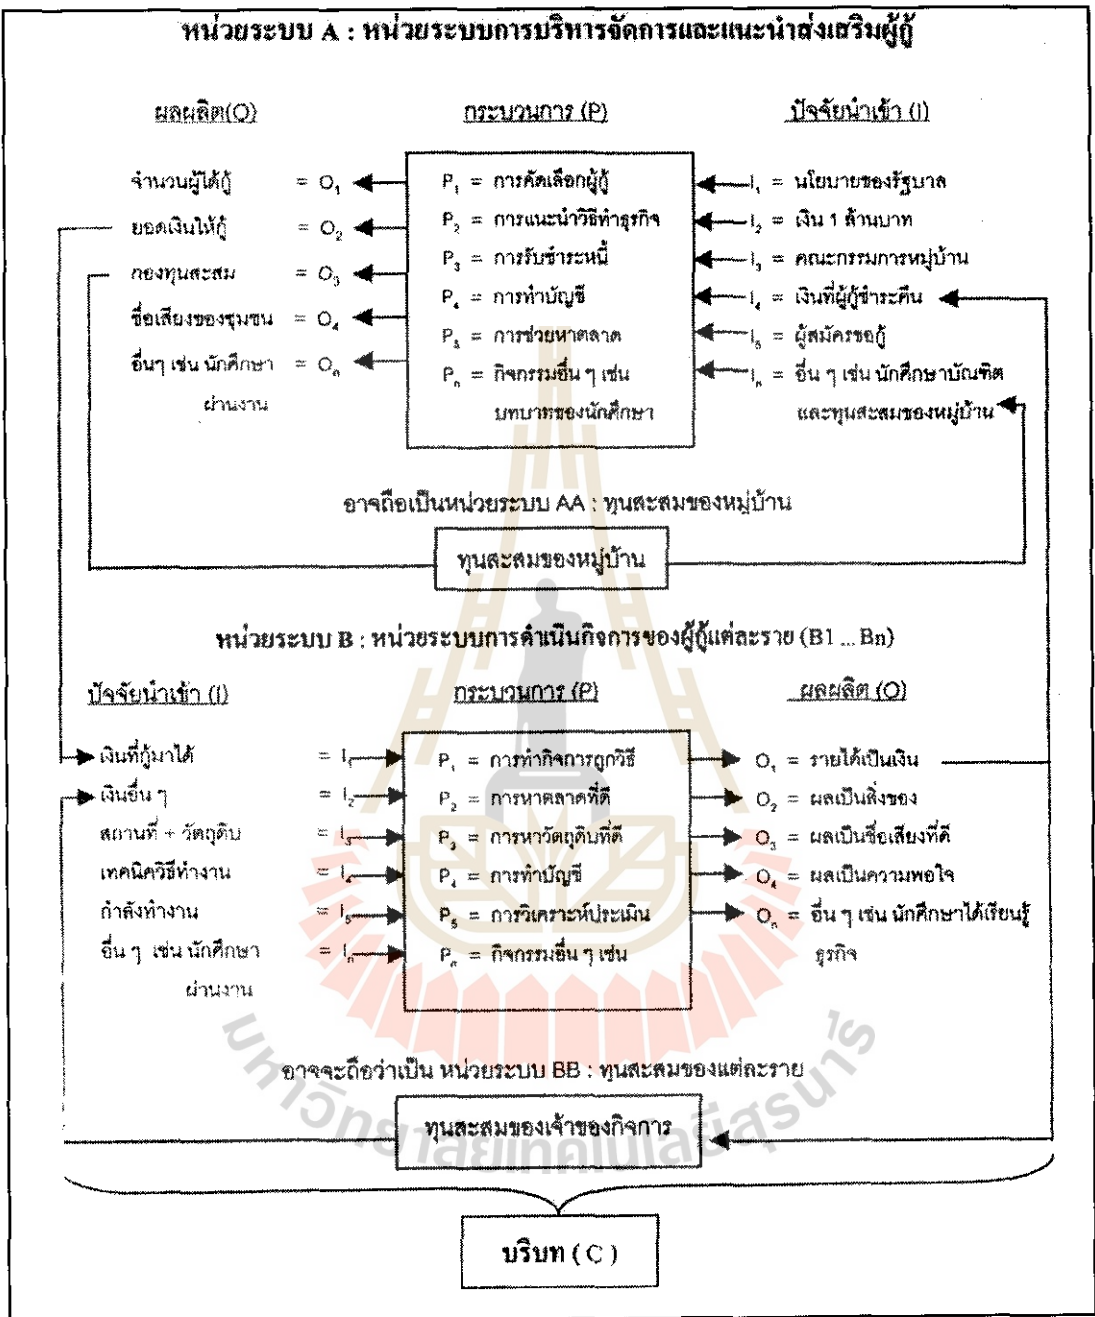 หน่วยระบบ A : หน่วยระบบการบริหารจัดการและแนะนำส่งเสริมผู้กู้
ผลผลิต(O) กระบวนการ (P) ปัจจัยนำเข้า (I)
จำนวนผู้ได้กู้ = O1 P1 = การคัดเลือกผู้กู้ I1 = นโยบายของรัฐบาล
ยอดเงินให้กู้ = O2 P2 = การแนะนำวิธีทำธุรกิจ I2 = เงิน 1 ล้านบาท
กองทุนสะสม = O3 P3 = การรับชำระหนี้ I3 = คณะกรรมการหมู่บ้าน
P4 = การทำบัญชี I4 = เงินที่ผู้กู้ชำระคืน
ชื่อเสียงของชุมชน = O4 P5 = การช่วยหาตลาด I5 = ผู้สมัครขอกู้
อื่นๆ เช่น นักศึกษา = On Pn = กิจกรรมอื่น ๆ เช่น In = อื่น ๆ เช่น นักศึกษาบัณฑิต
ผ่านงาน บทบาทของนักศึกษา และทุนสะสมของหมู่บ้าน
อาจถือเป็นหน่วยระบบ AA : ทุนสะสมของหมู่บ้าน
ทุนสะสมของหมู่บ้าน
หน่วยระบบ B : หน่วยระบบการดำเนินกิจการของผู้กู้แต่ละราย (B1 ... Bn)
ปัจจัยนำเข้า (I) กระบวนการ (P) ผลผลิต (O)
เงินที่กู้มาได้ = I1 P1 = การทำกิจการถูกวิธี O1 = รายได้เป็นเงิน
เงินอื่น ๆ = I2 P2 = การหาตลาดที่ดี O2 = ผลเป็นสิ่งของ
สถานที่ + วัตถุดิบ = I3 P3 = การหาวัตถุดิบที่ดี O3 = ผลเป็นชื่อเสียงที่ดี
เทคนิควิธีทำงาน = I4 P4 = การทำบัญชี O4 = ผลเป็นความพอใจ
กำลังทำงาน = I5 P5 = การวิเคราะห์ประเมิน On = อื่น ๆ เช่น นักศึกษาได้เรียนรู้
อื่น ๆ เช่น นักศึกษา = In Pn = กิจกรรมอื่น ๆ เช่น ธุรกิจ
ผ่านงาน
อาจจะถือว่าเป็น หน่วยระบบ BB : ทุนสะสมของแต่ละราย
ทุนสะสมของเจ้าของกิจการ
มหาวิทยาลัยเทคโนโลยีสุรนารี
บริบท ( C )